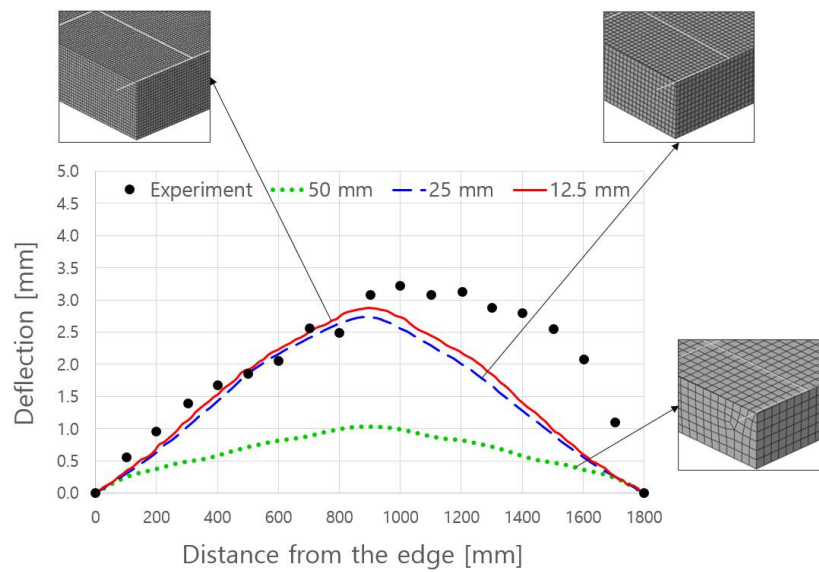 Experiment 50 mm 25 mm 12.5 mm
5.0
4.5
4.0
3.5
3.0
2.5
2.0
1.5
1.0
0.5
0.0
Deflection [mm]
0 200 400 600 800 1000 1200 1400 1600 1800
Distance from the edge [mm]